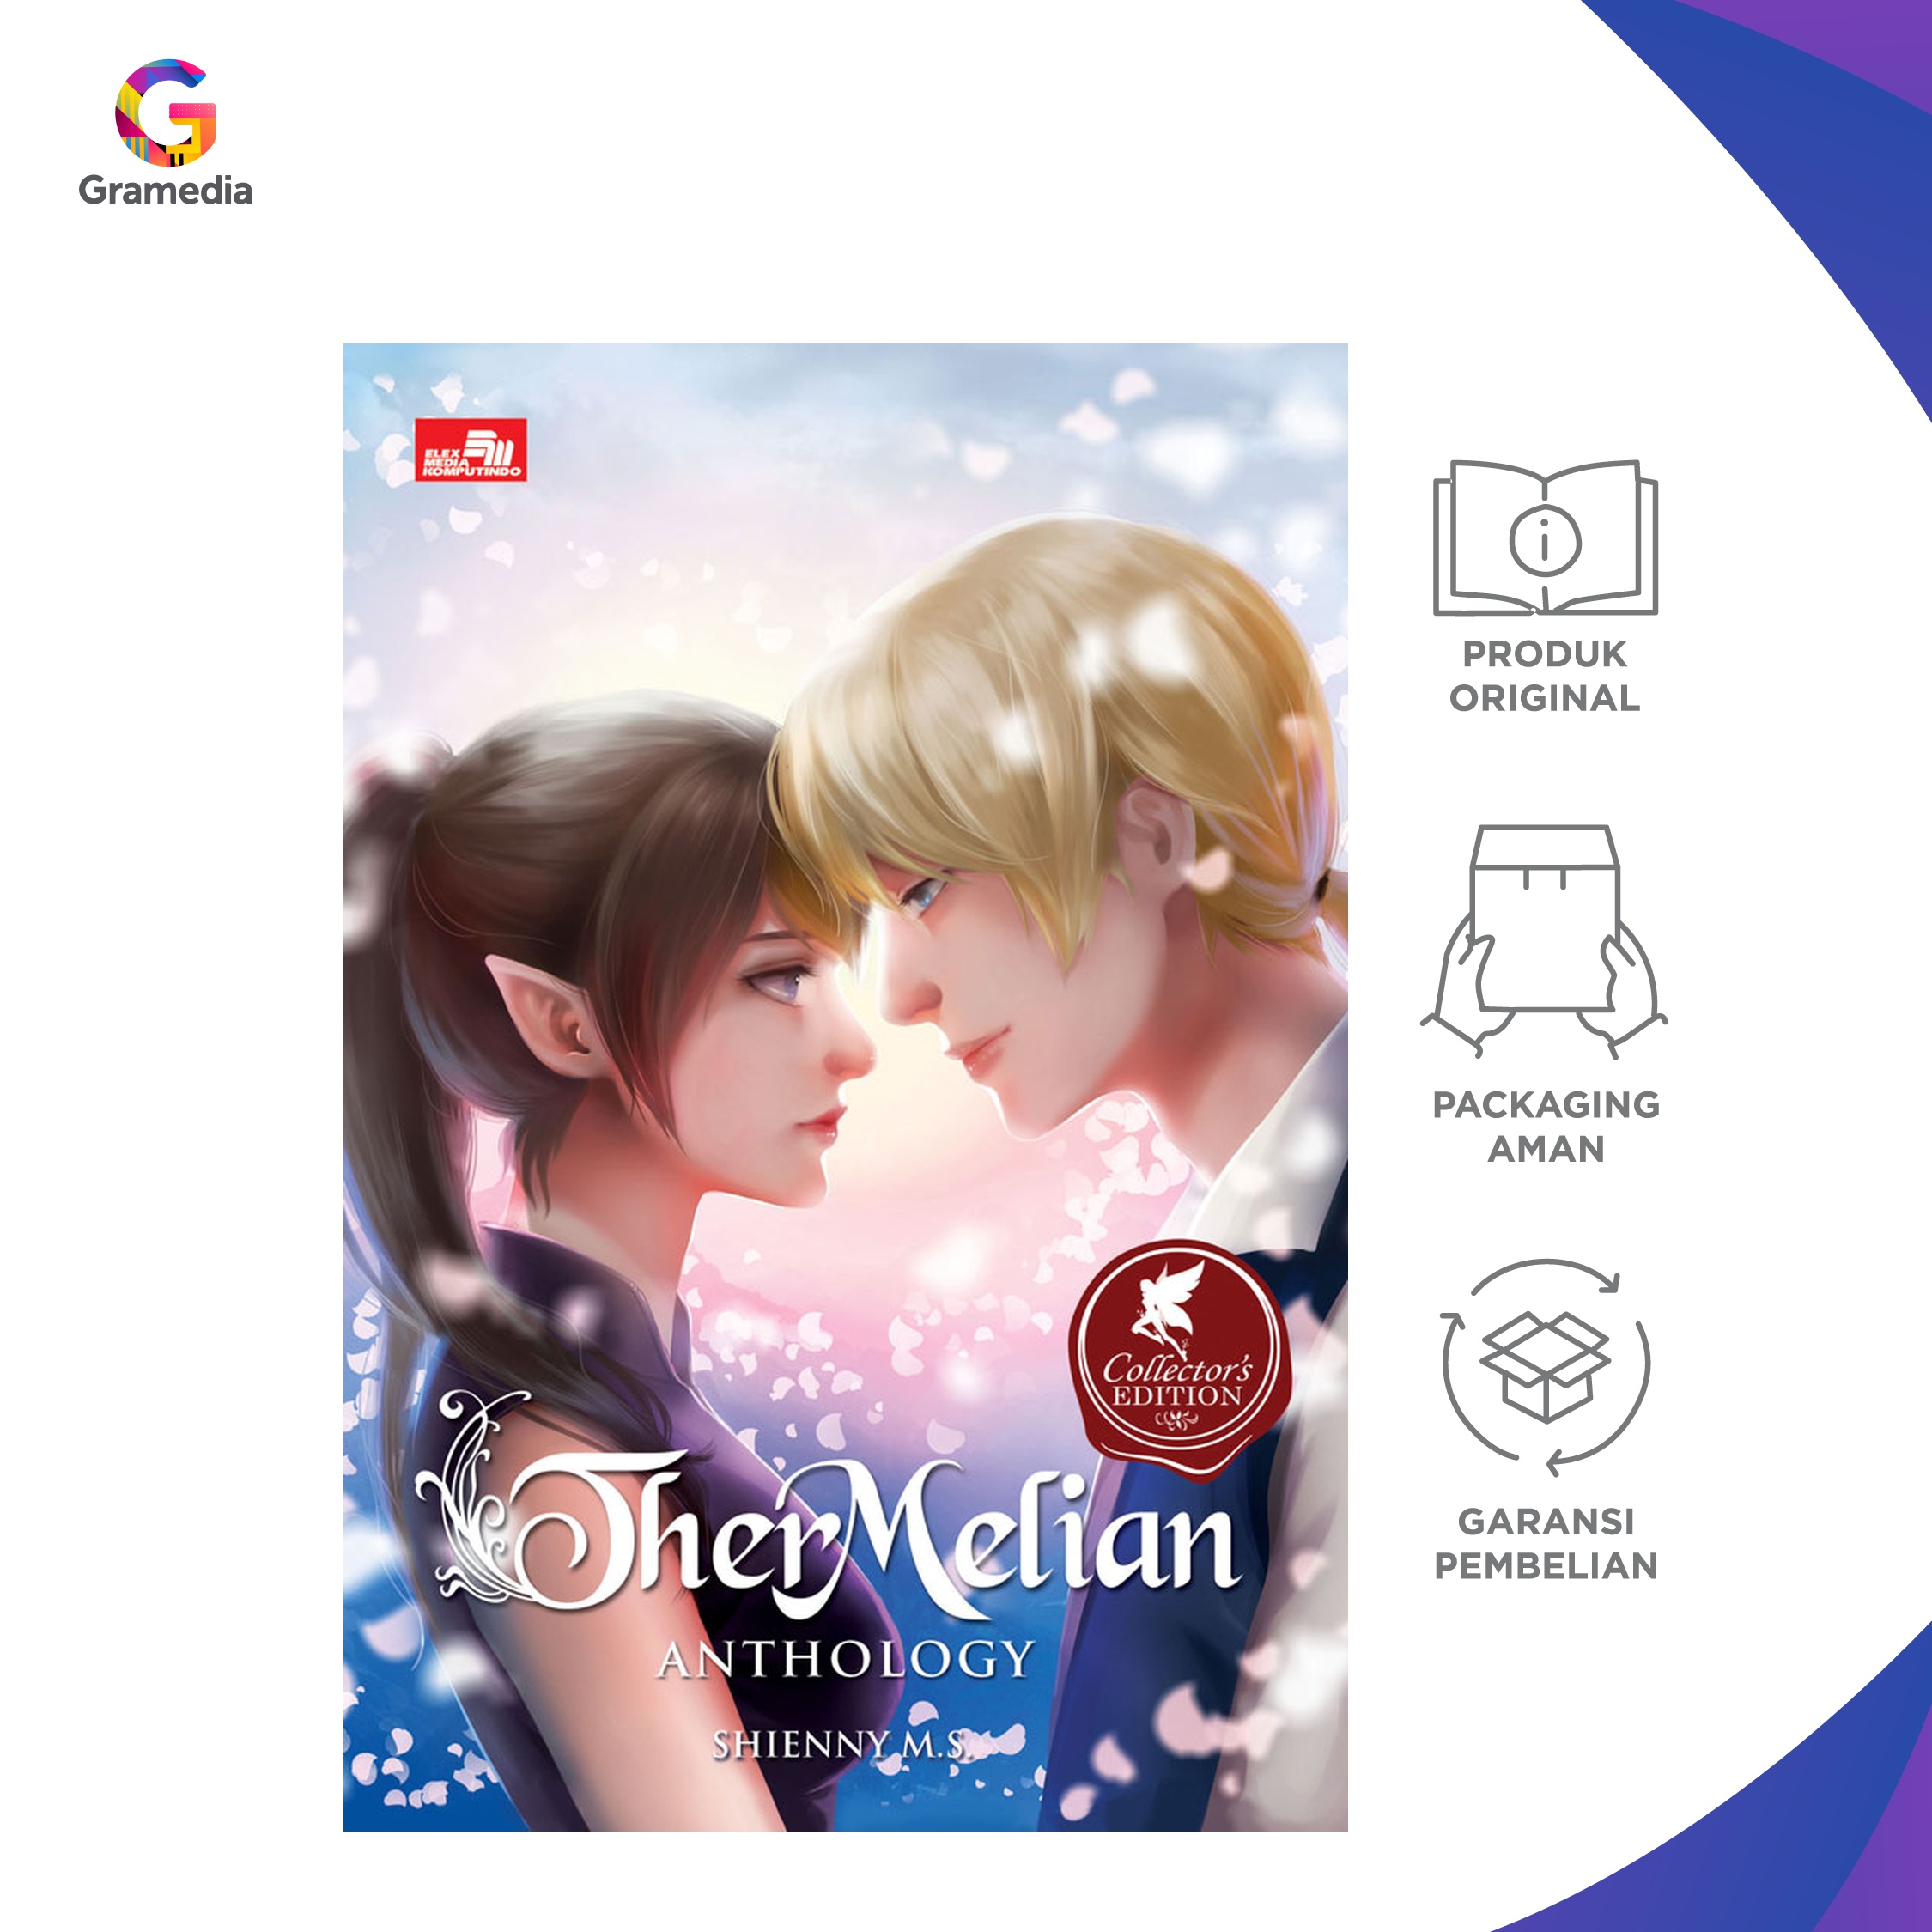 Gramedia
ELEX
MEDIA
KOMPUTINDO
PRODUK
ORIGINAL
PACKAGING
AMAN
Collector's
EDITION
TherMelian
ANTHOLOGY
SHIENNY M.S.
GARANSI
PEMBELIAN